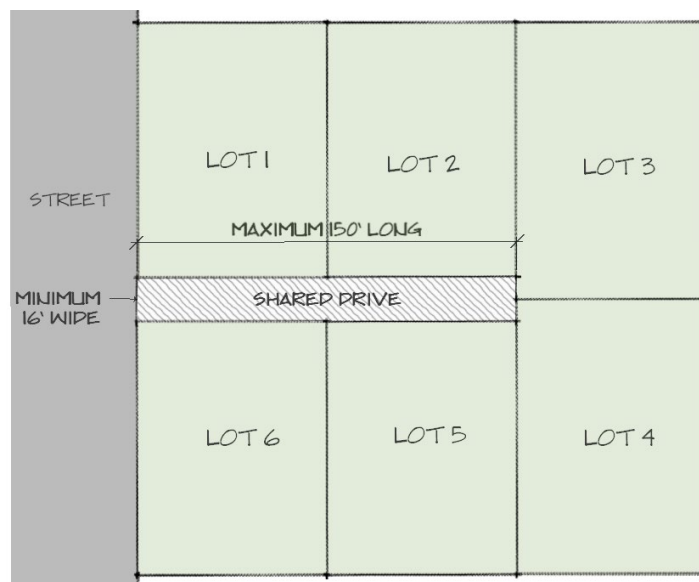 LOT 1
LOT 2
LOT 3
STREET
MAXIMUM 150' LONG
MINIMUM
16' WIDE
SHARED DRIVE
LOT 6
LOT 5
LOT 4